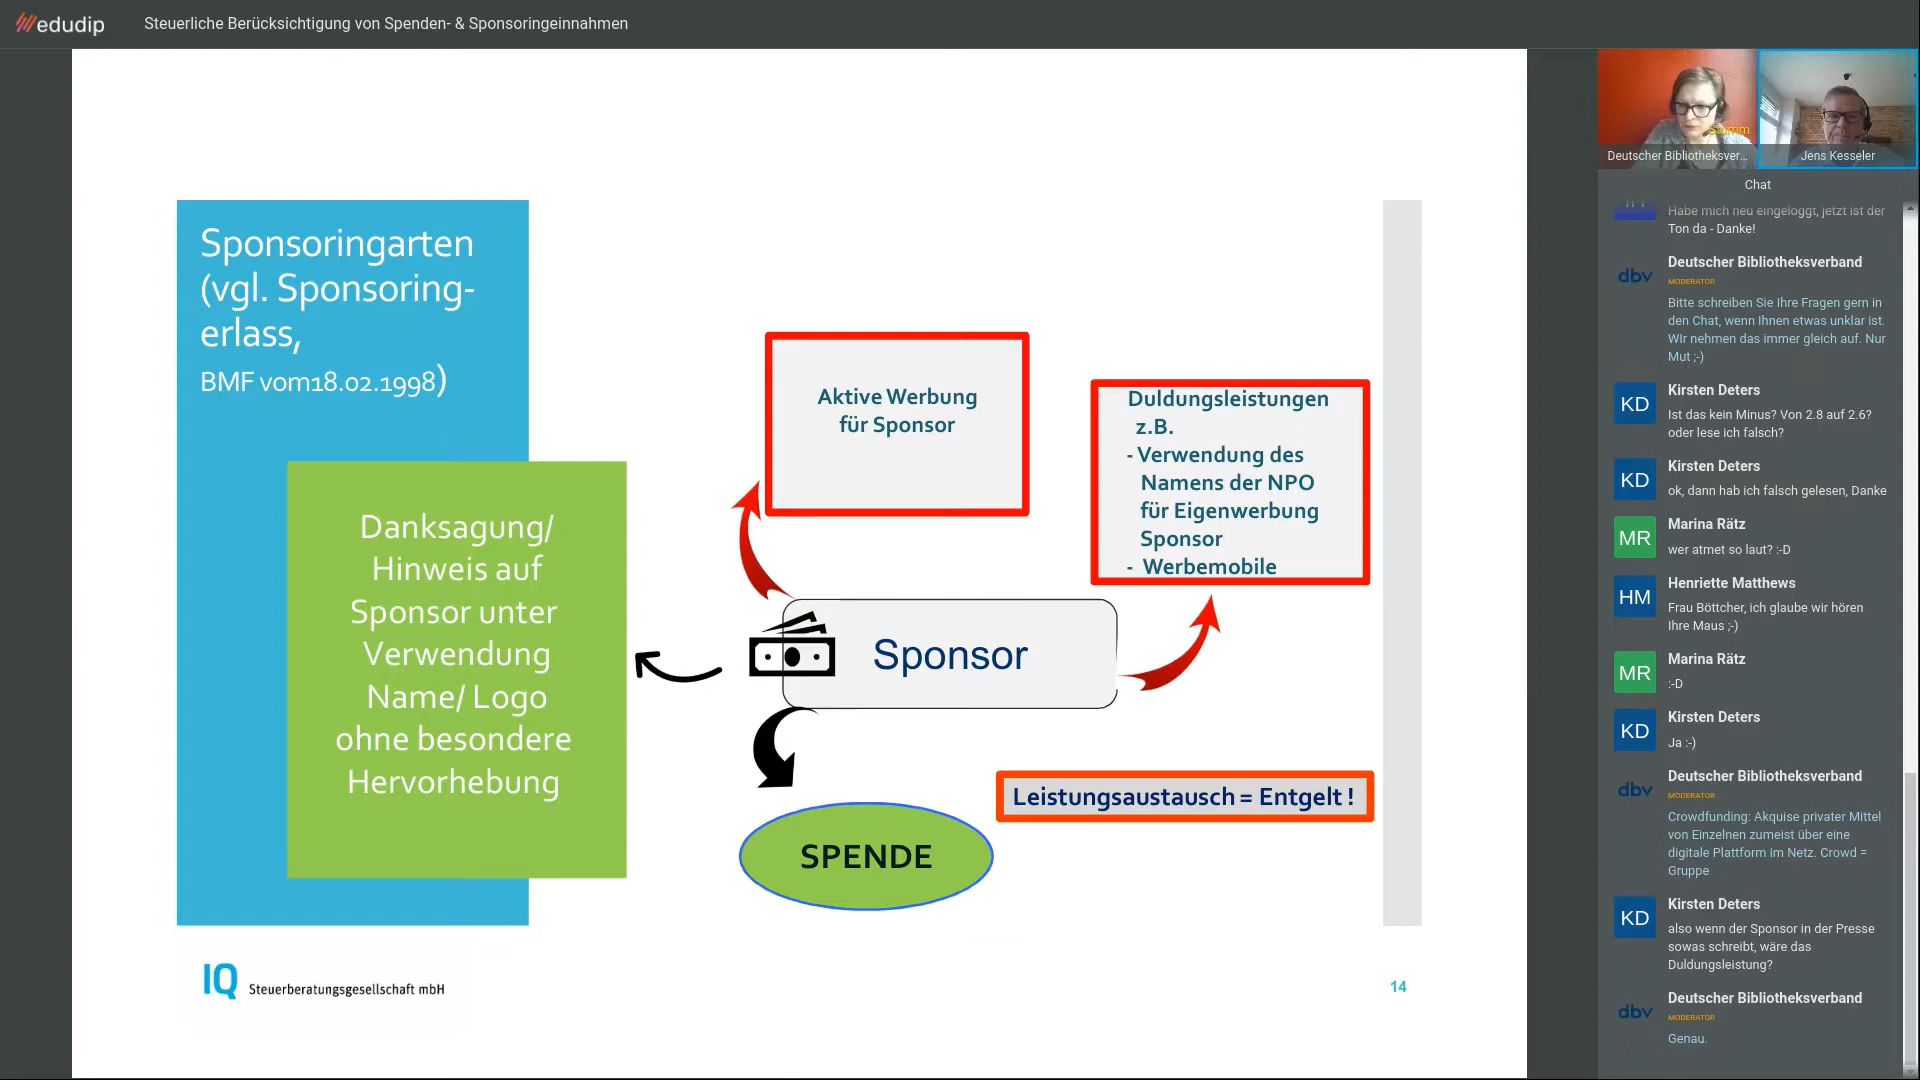 edudip
Steuerliche Berücksichtigung von Spenden- & Sponsoringeinnahmen
Sponsoringarten
(vgl. Sponsoring-
erlass,
BMF vom18.02.1998)
Danksagung/
Hinweis auf
Sponsor unter
Verwendung
Name/ Logo
ohne besondere
Hervorhebung
Aktive Werbung
für Sponsor
Duldungsleistungen
z.B.
- Verwendung des
Namens der NPO
für Eigenwerbung
Sponsor
- Werbemobile
Sponsor
Leistungsaustausch = Entgelt !
SPENDE
IQ Steuerberatungsgesellschaft mbH
14
Stumm
Deutscher Bibliotheksver...
Jens Kesseler
Chat
Habe mich neu eingeloggt, jetzt ist der
Ton da - Danke!
dbv
Deutscher Bibliotheksverband
MODERATOR
Bitte schreiben Sie Ihre Fragen gern in
den Chat, wenn Ihnen etwas unklar ist.
WIr nehmen das immer gleich auf. Nur
Mut ;-)
KD
Kirsten Deters
Ist das kein Minus? Von 2.8 auf 2.6?
oder lese ich falsch?
KD
Kirsten Deters
ok, dann hab ich falsch gelesen, Danke
MR
Marina Rätz
wer atmet so laut? :-D
HM
Henriette Matthews
Frau Böttcher, ich glaube wir hören
Ihre Maus ;-)
MR
Marina Rätz
:-D
KD
Kirsten Deters
Ja :-)
dbv
Deutscher Bibliotheksverband
MODERATOR
Crowdfunding: Akquise privater Mittel
von Einzelnen zumeist über eine
digitale Plattform im Netz. Crowd =
Gruppe
KD
Kirsten Deters
also wenn der Sponsor in der Presse
sowas schreibt, wäre das
Duldungsleistung?
dbv
Deutscher Bibliotheksverband
MODERATOR
Genau.